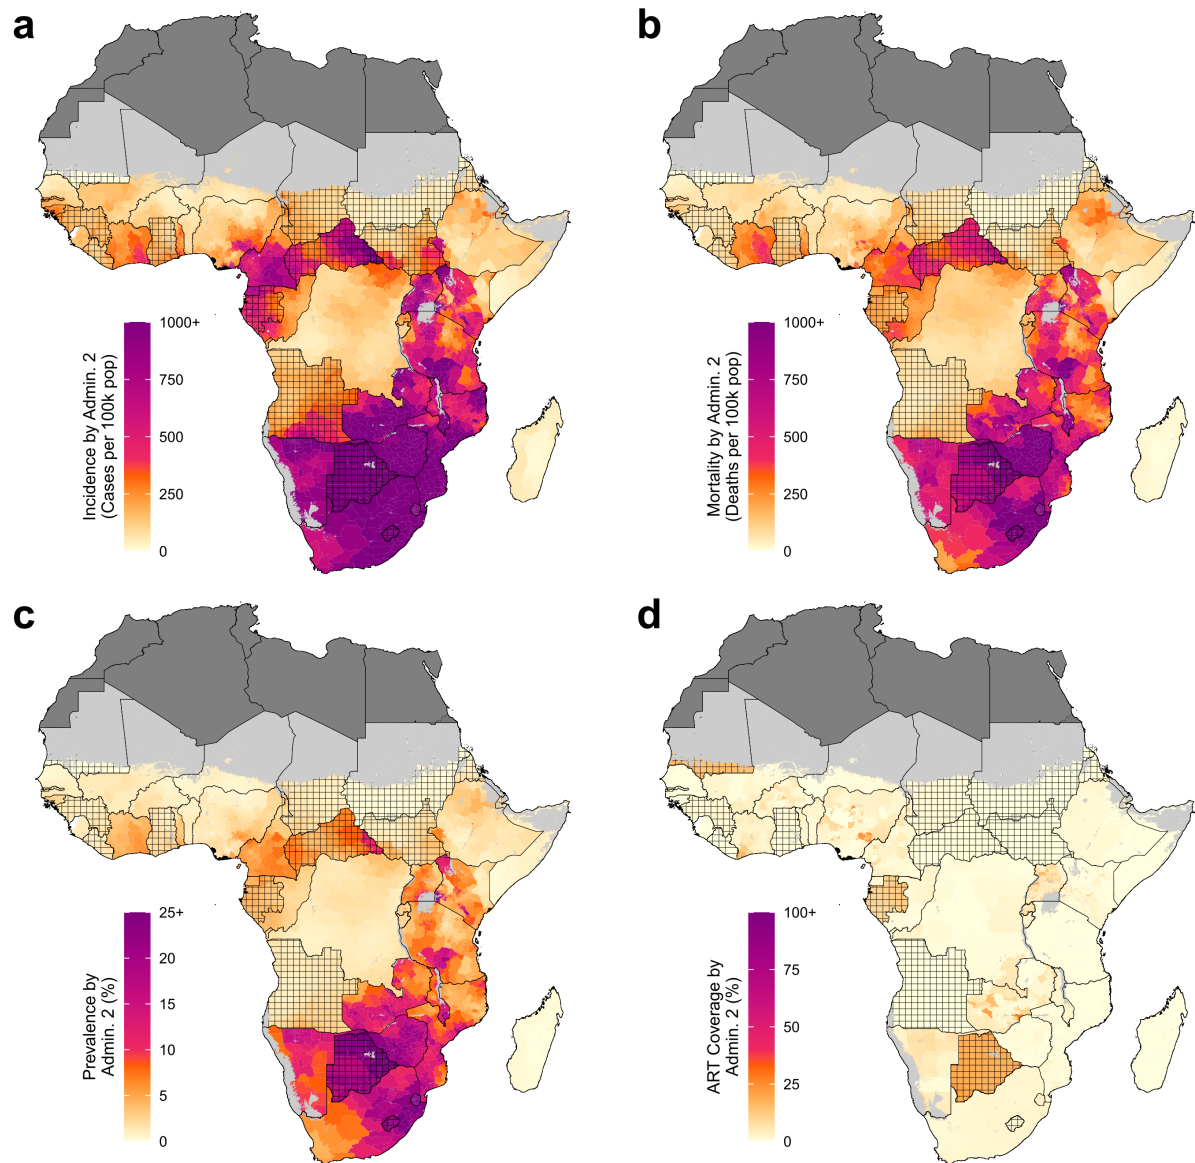 a
b
Incidence by Admin. 2
(Cases per 100k pop)
1000+
750
500
250
0
Mortality by Admin. 2
(Deaths per 100k pop)
1000+
750
500
250
0
c
d
Prevalence by
Admin. 2 (%)
25+
20
15
10
5
0
ART Coverage by
Admin. 2 (%)
100+
75
50
25
0